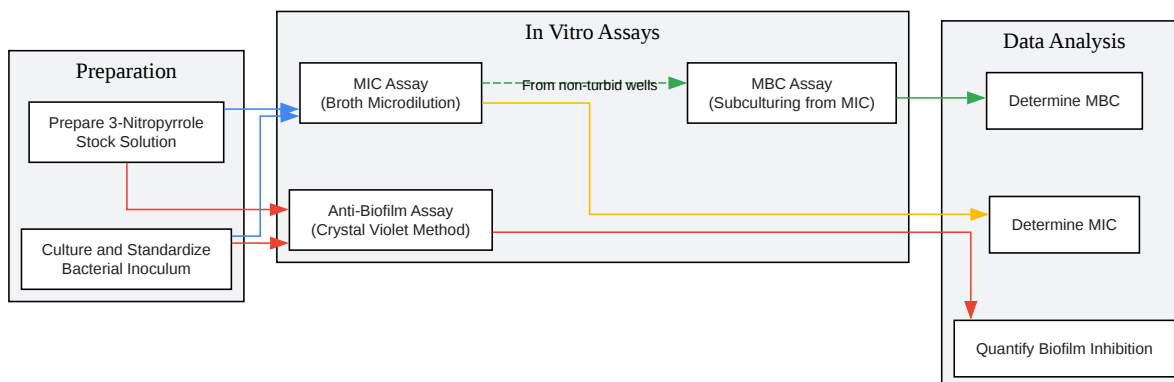 Preparation
Prepare 3-Nitropyrrole
Stock Solution
Culture and Standardize
Bacterial Inoculum
In Vitro Assays
MIC Assay
(Broth Microdilution)
From non-turbid wells
MBC Assay
(Subculturing from MIC)
Anti-Biofilm Assay
(Crystal Violet Method)
Data Analysis
Determine MBC
Determine MIC
Quantify Biofilm Inhibition